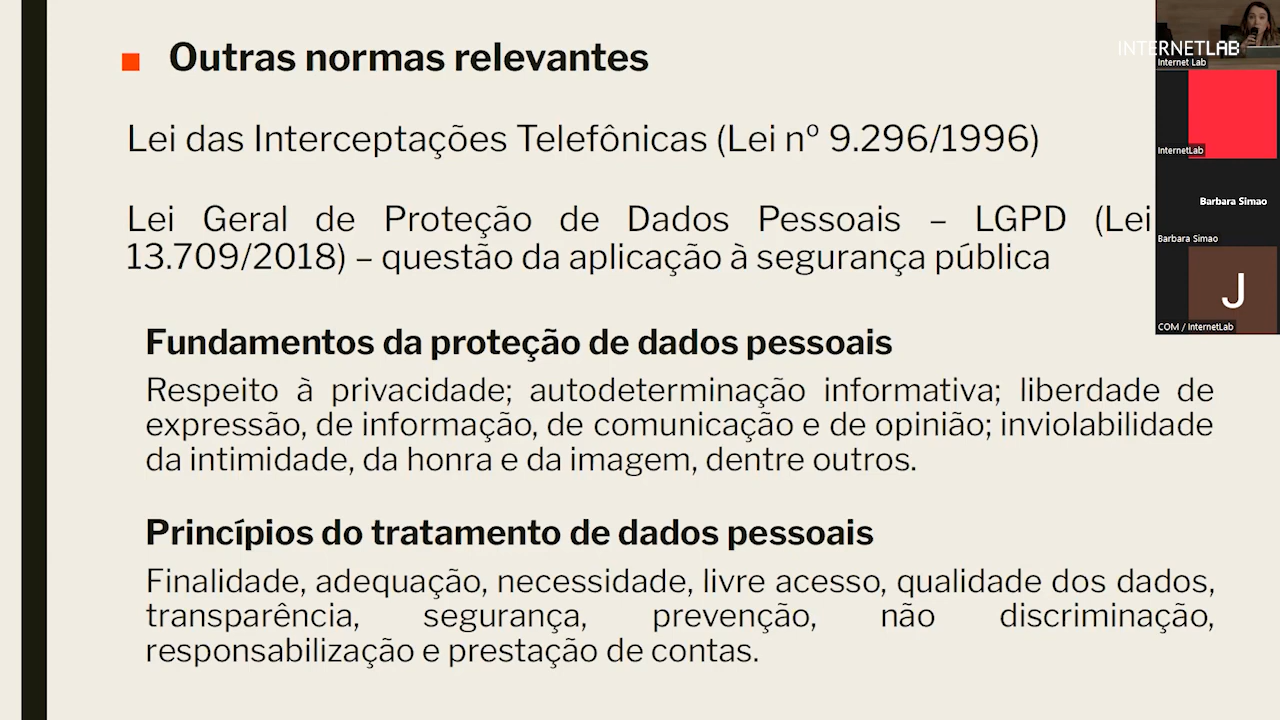 Outras normas relevantes
Lei das Interceptações Telefônicas (Lei nº 9.296/1996)
Lei Geral de Proteção de Dados Pessoais – LGPD (Lei
13.709/2018) – questão da aplicação à segurança pública
Fundamentos da proteção de dados pessoais
Respeito à privacidade; autodeterminação informativa; liberdade de
expressão, de informação, de comunicação e de opinião; inviolabilidade
da intimidade, da honra e da imagem, dentre outros.
Princípios do tratamento de dados pessoais
Finalidade, adequação, necessidade, livre acesso, qualidade dos dados,
transparência, segurança, prevenção, não discriminação,
responsabilização e prestação de contas.
INTERNETLAB
Internet Lab
InternetLab
Barbara Simao
Barbara Simao
J
COM / InternetLab